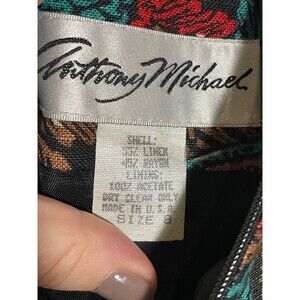 Anthony Michael
SHELL:
55% LINEN
45% RAYON
LINING:
100% ACETATE
DRY CLEAN ONLY
MADE IN U.S.A.
SIZE 8